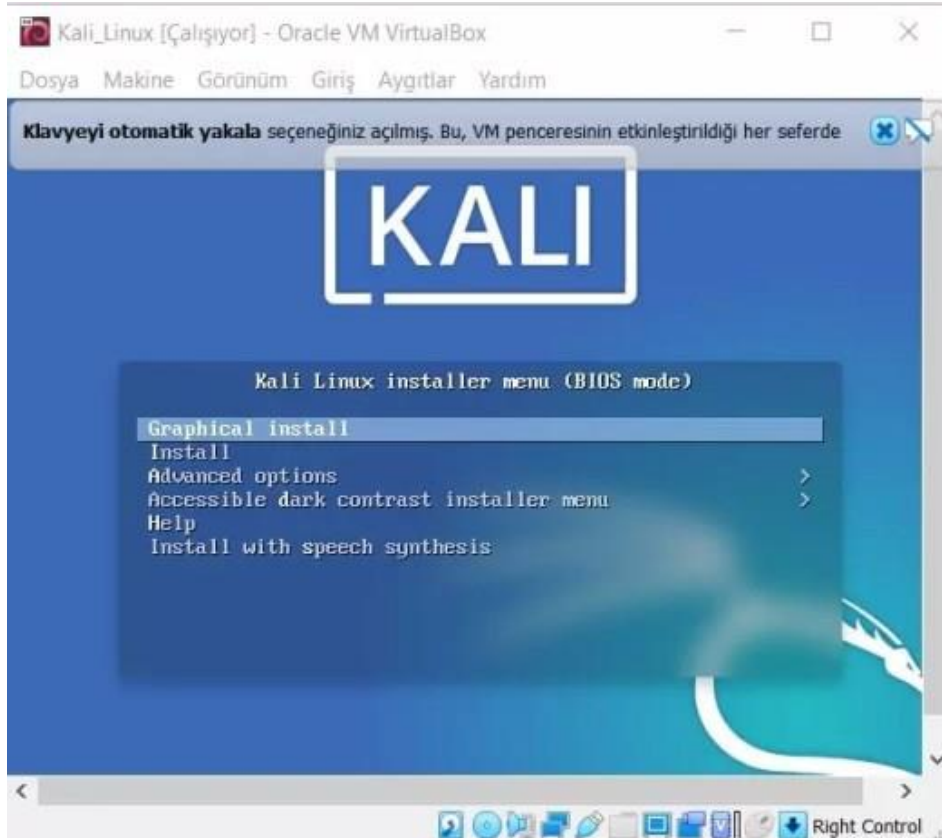 Kali_Linux [Çalışıyor] - Oracle VM VirtualBox
Dosya Makine Görünüm Giriş Aygıtlar Yardım
Klavyeyi otomatik yakala seçeneğiniz açılmış. Bu, VM penceresinin etkinleştirildiği her seferde
KALI
Kali Linux installer menu (BIOS mode)
Graphical install
Install
Advanced options >
Accessible dark contrast installer menu >
Help
Install with speech synthesis
Right Control